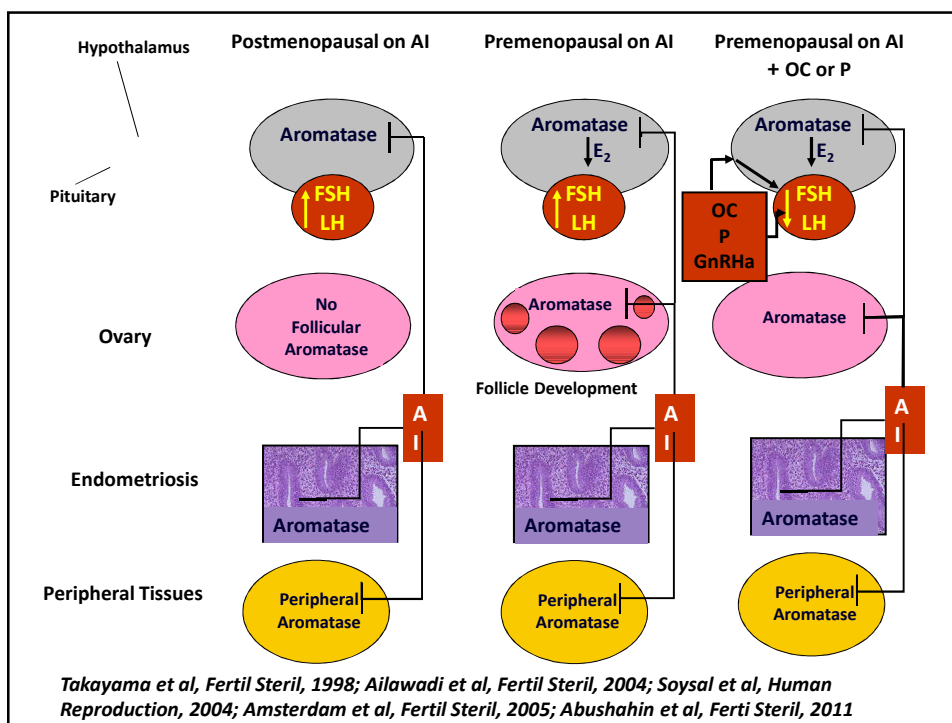 Hypothalamus
Postmenopausal on AI
Premenopausal on AI
Premenopausal on AI
+ OC or P
Aromatase
Aromatase
E2
Aromatase
E2
Pituitary
FSH
LH
FSH
LH
OC
P
GnRHa
FSH
LH
Ovary
No
Follicular
Aromatase
Aromatase
Aromatase
Follicle Development
A
I
A
I
A
I
Endometriosis
Aromatase
Aromatase
Aromatase
Peripheral Tissues
Peripheral
Aromatase
Peripheral
Aromatase
Peripheral
Aromatase
Takayama et al, Fertil Steril, 1998; Ailawadi et al, Fertil Steril, 2004; Soysal et al, Human
Reproduction, 2004; Amsterdam et al, Fertil Steril, 2005; Abushahin et al, Ferti Steril, 2011